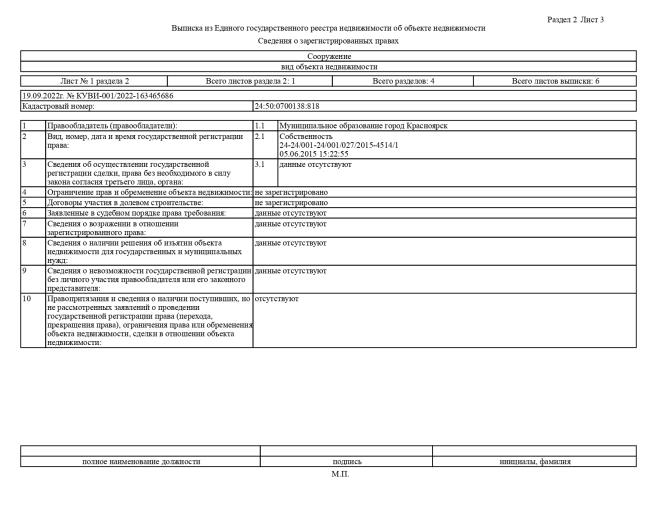 Раздел 2 Лист 3
Выписка из Единого государственного реестра недвижимости об объекте недвижимости
Сведения о зарегистрированных правах
Сооружение
вид объекта недвижимости
Лист № 1 раздела 2 Всего листов раздела 2: 1 Всего разделов: 4 Всего листов выписки: 6
19.09.2022г. № КУВИ-001/2022-163465686
Кадастровый номер: 24:50:0700138:818
1 Правообладатель (правообладатели): 1.1 Муниципальное образование город Красноярск
2 Вид, номер, дата и время государственной регистрации 2.1 Собственность
права: 24-24/001-24/001/027/2015-4514/1
05.06.2015 15:22:55
3 Сведения об осуществлении государственной 3.1 данные отсутствуют
регистрации сделки, права без необходимого в силу
закона согласия третьего лица, органа:
4 Ограничение прав и обременение объекта недвижимости: не зарегистрировано
5 Договоры участия в долевом строительстве: не зарегистрировано
6 Заявленные в судебном порядке права требования: данные отсутствуют
7 Сведения о возражении в отношении данные отсутствуют
зарегистрированного права:
8 Сведения о наличии решения об изъятии объекта данные отсутствуют
недвижимости для государственных и муниципальных
нужд:
9 Сведения о невозможности государственной регистрации данные отсутствуют
без личного участия правообладателя или его законного
представителя:
10 Правопритязания и сведения о наличии поступивших, но отсутствуют
не рассмотренных заявлений о проведении
государственной регистрации права (перехода,
прекращения права), ограничения права или обременения
объекта недвижимости, сделки в отношении объекта
недвижимости:
полное наименование должности подпись инициалы, фамилия
М.П.